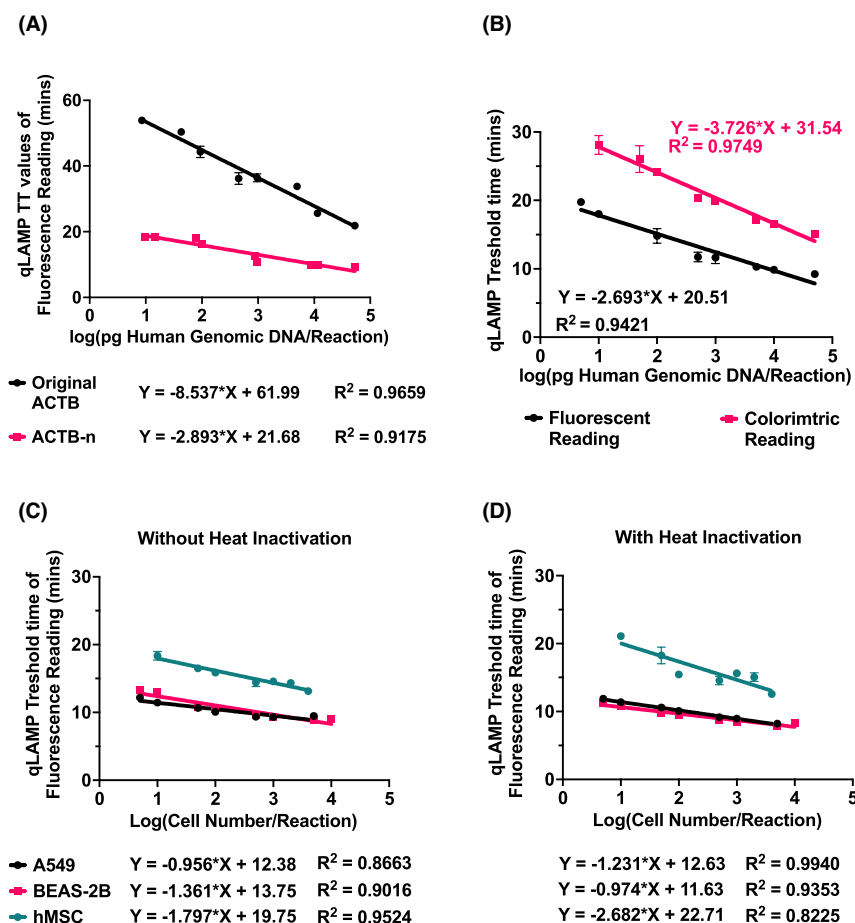 (A)
qLAMP TT values of
Fluorescence Reading (mins)
60
40
20
0
0 1 2 3 4 5
log(pg Human Genomic DNA/Reaction)
Original
ACTB
Y = -8.537*X + 61.99 R² = 0.9659
ACTB-n
Y = -2.893*X + 21.68 R² = 0.9175
(B)
qLAMP Treshold time (mins)
30
20
10
0
Y = -3.726*X + 31.54
R² = 0.9749
Y = -2.693*X + 20.51
R² = 0.9421
0 1 2 3 4 5
log(pg Human Genomic DNA/Reaction)
Fluorescent
Reading
Colorimtric
Reading
(C)
Without Heat Inactivation
qLAMP Treshold time of
Fluorescence Reading (mins)
30
20
10
0
0 1 2 3 4 5
Log(Cell Number/Reaction)
A549 Y = -0.956*X + 12.38 R² = 0.8663
BEAS-2B Y = -1.361*X + 13.75 R² = 0.9016
hMSC Y = -1.797*X + 19.75 R² = 0.9524
(D)
With Heat Inactivation
qLAMP Treshold time of
Fluorescence Reading (mins)
30
20
10
0
0 1 2 3 4 5
Log(Cell Number/Reaction)
Y = -1.231*X + 12.63 R² = 0.9940
Y = -0.974*X + 11.63 R² = 0.9353
Y = -2.682*X + 22.71 R² = 0.8225